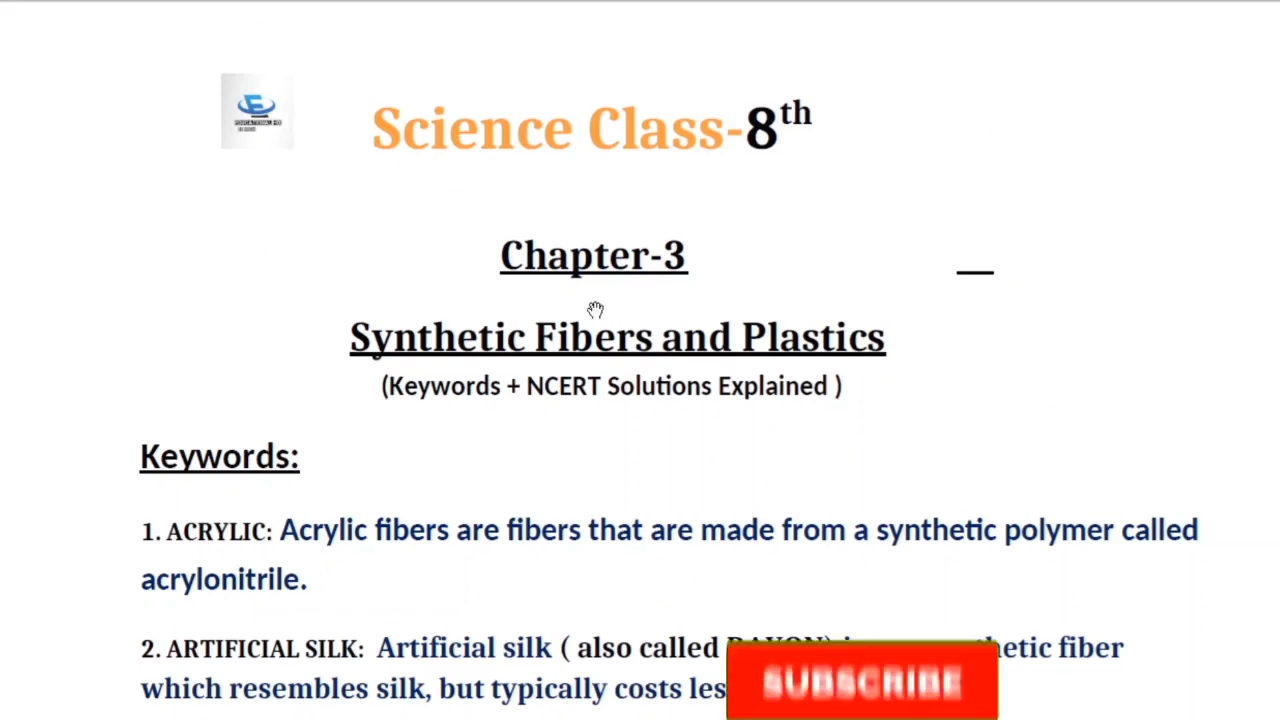 Science Class-8th
Chapter-3
Synthetic Fibers and Plastics
(Keywords + NCERT Solutions Explained )
Keywords:
1. ACRYLIC: Acrylic fibers are fibers that are made from a synthetic polymer called
acrylonitrile.
2. ARTIFICIAL SILK: Artificial silk ( also called fiber
which resembles silk, but typically costs
SUBSCRIBE